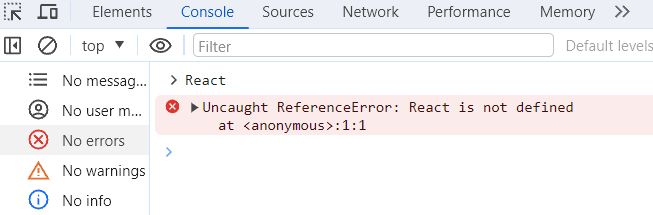 Elements Console Sources Network Performance Memory
top Filter Default levels
No messag...
No user m...
No errors
No warnings
No info
React
Uncaught ReferenceError: React is not defined
at <anonymous>:1:1